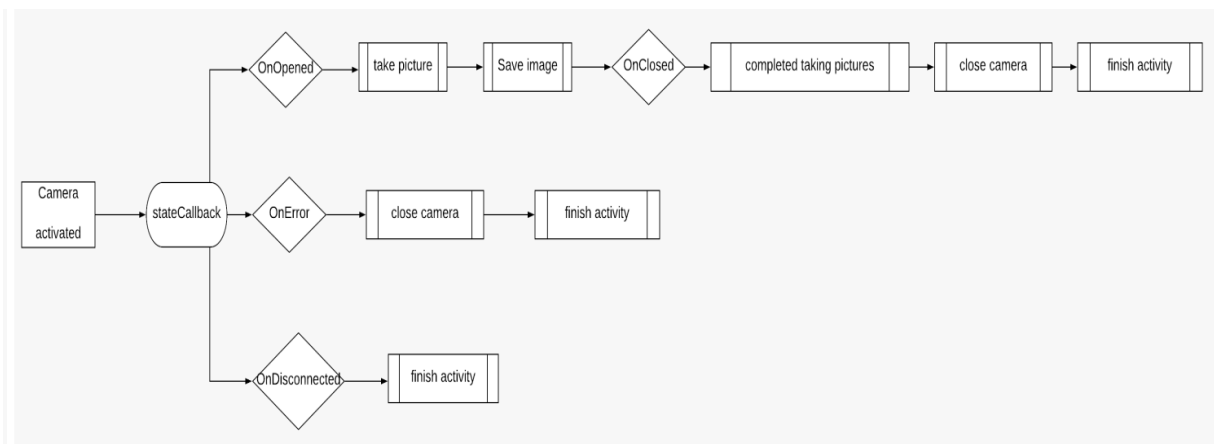 OnOpened
take picture
Save image
OnClosed
completed taking pictures
close camera
finish activity
Camera
activated
stateCallback
OnError
close camera
finish activity
OnDisconnected
finish activity